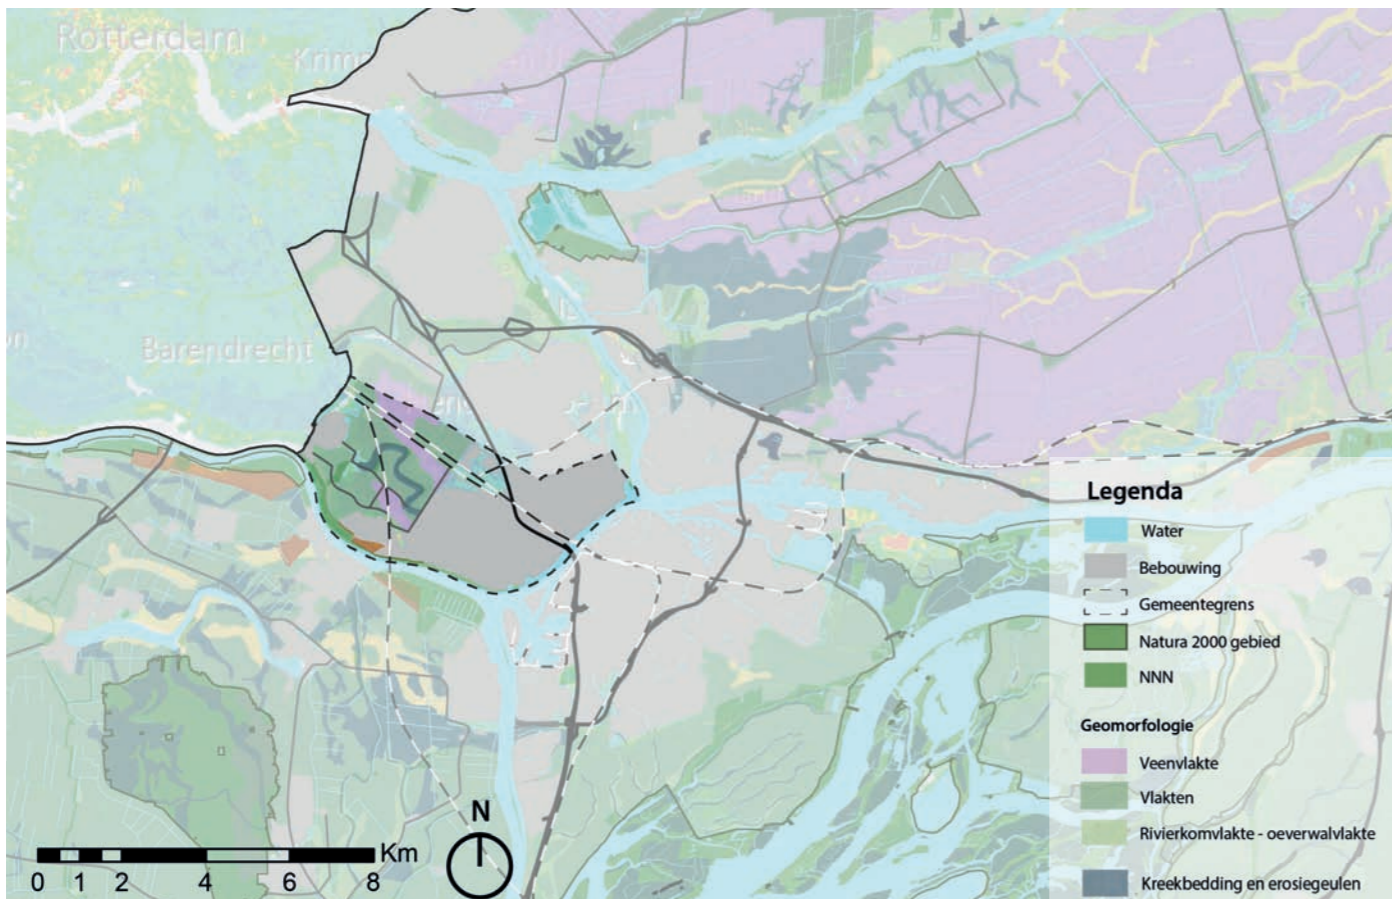 Rotterdam
Krimp
Barendrecht
Legenda
Water
Bebouwing
Gemeentegrens
Natura 2000 gebied
NNN
Geomorfologie
Veenvlakte
Vlakten
Rivierkomvlakte - oeverwalvlakte
Kreekbedding en erosiegeulen
N
Km
0 1 2 4 6 8